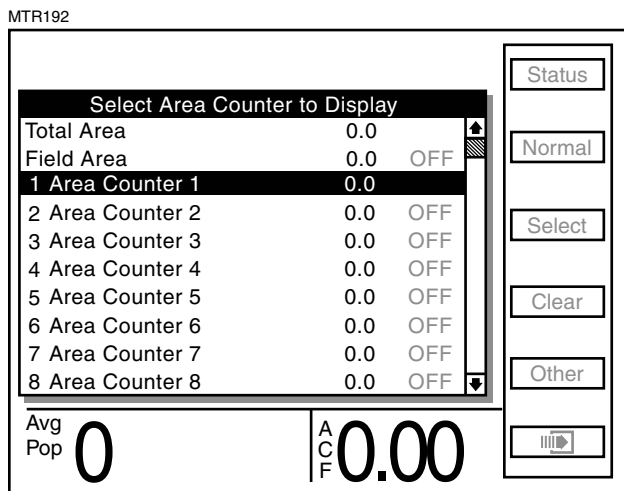 MTR192
Select Area Counter to Display
Total Area 0.0
Field Area 0.0 OFF
1 Area Counter 1 0.0
2 Area Counter 2 0.0 OFF
3 Area Counter 3 0.0 OFF
4 Area Counter 4 0.0 OFF
5 Area Counter 5 0.0 OFF
6 Area Counter 6 0.0 OFF
7 Area Counter 7 0.0 OFF
8 Area Counter 8 0.0 OFF
Avg
Pop 0
ACF 0.00
Status
Normal
Select
Clear
Other